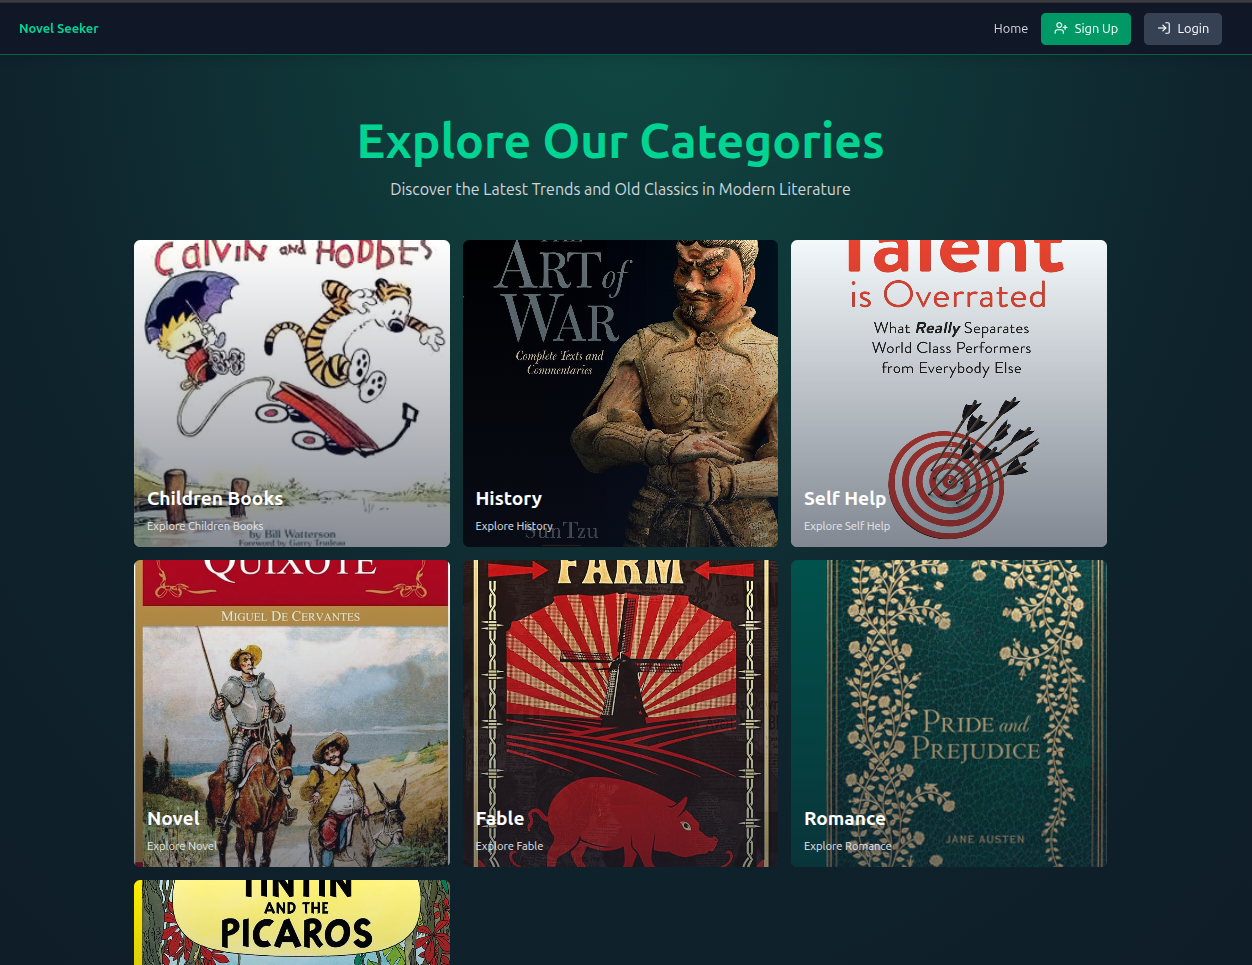 Novel Seeker
Home
Sign Up
Login
Explore Our Categories
Discover the Latest Trends and Old Classics in Modern Literature
CALVIN and HOBBES
by Bill Watterson
Foreword by Garry Trudeau
Children Books
Explore Children Books
THE
ART of
WAR
Complete Texts and
Commentaries
Sun Tzu
History
Explore History
Talent
is Overrated
What Really Separates
World Class Performers
from Everybody Else
Self Help
Explore Self Help
QUIXOTE
MIGUEL DE CERVANTES
Novel
Explore Novel
FARM
Fable
Explore Fable
PRIDE and
PREJUDICE
JANE AUSTEN
Romance
Explore Romance
TINTIN
AND THE
PICAROS